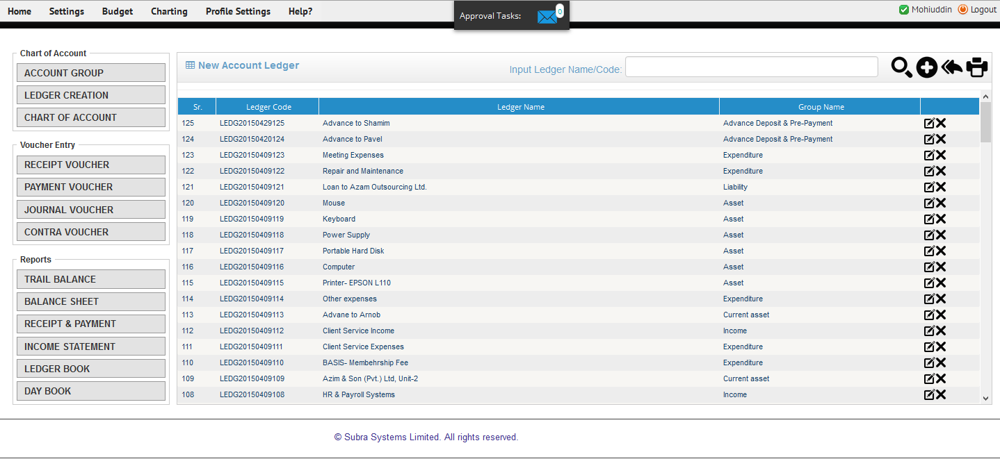 Home Settings Budget Charting Profile Settings Help? Approval Tasks: 0 Mohiuddin Logout
Chart of Account
ACCOUNT GROUP
LEDGER CREATION
CHART OF ACCOUNT
Voucher Entry
RECEIPT VOUCHER
PAYMENT VOUCHER
JOURNAL VOUCHER
CONTRA VOUCHER
Reports
TRAIL BALANCE
BALANCE SHEET
RECEIPT & PAYMENT
INCOME STATEMENT
LEDGER BOOK
DAY BOOK
New Account Ledger Input Ledger Name/Code:
Sr. Ledger Code Ledger Name Group Name
125 LEDG20150429125 Advance to Shamim Advance Deposit & Pre-Payment
124 LEDG20150420124 Advance to Pavel Advance Deposit & Pre-Payment
123 LEDG20150409123 Meeting Expenses Expenditure
122 LEDG20150409122 Repair and Maintenance Expenditure
121 LEDG20150409121 Loan to Azam Outsourcing Ltd. Liability
120 LEDG20150409120 Mouse Asset
119 LEDG20150409119 Keyboard Asset
118 LEDG20150409118 Power Supply Asset
117 LEDG20150409117 Portable Hard Disk Asset
116 LEDG20150409116 Computer Asset
115 LEDG20150409115 Printer- EPSON L110 Asset
114 LEDG20150409114 Other expenses Expenditure
113 LEDG20150409113 Advane to Arnob Current asset
112 LEDG20150409112 Client Service Income Income
111 LEDG20150409111 Client Service Expenses Expenditure
110 LEDG20150409110 BASIS- Membehrship Fee Expenditure
109 LEDG20150409109 Azim & Son (Pvt.) Ltd, Unit-2 Current asset
108 LEDG20150409108 HR & Payroll Systems Income
© Subra Systems Limited. All rights reserved.